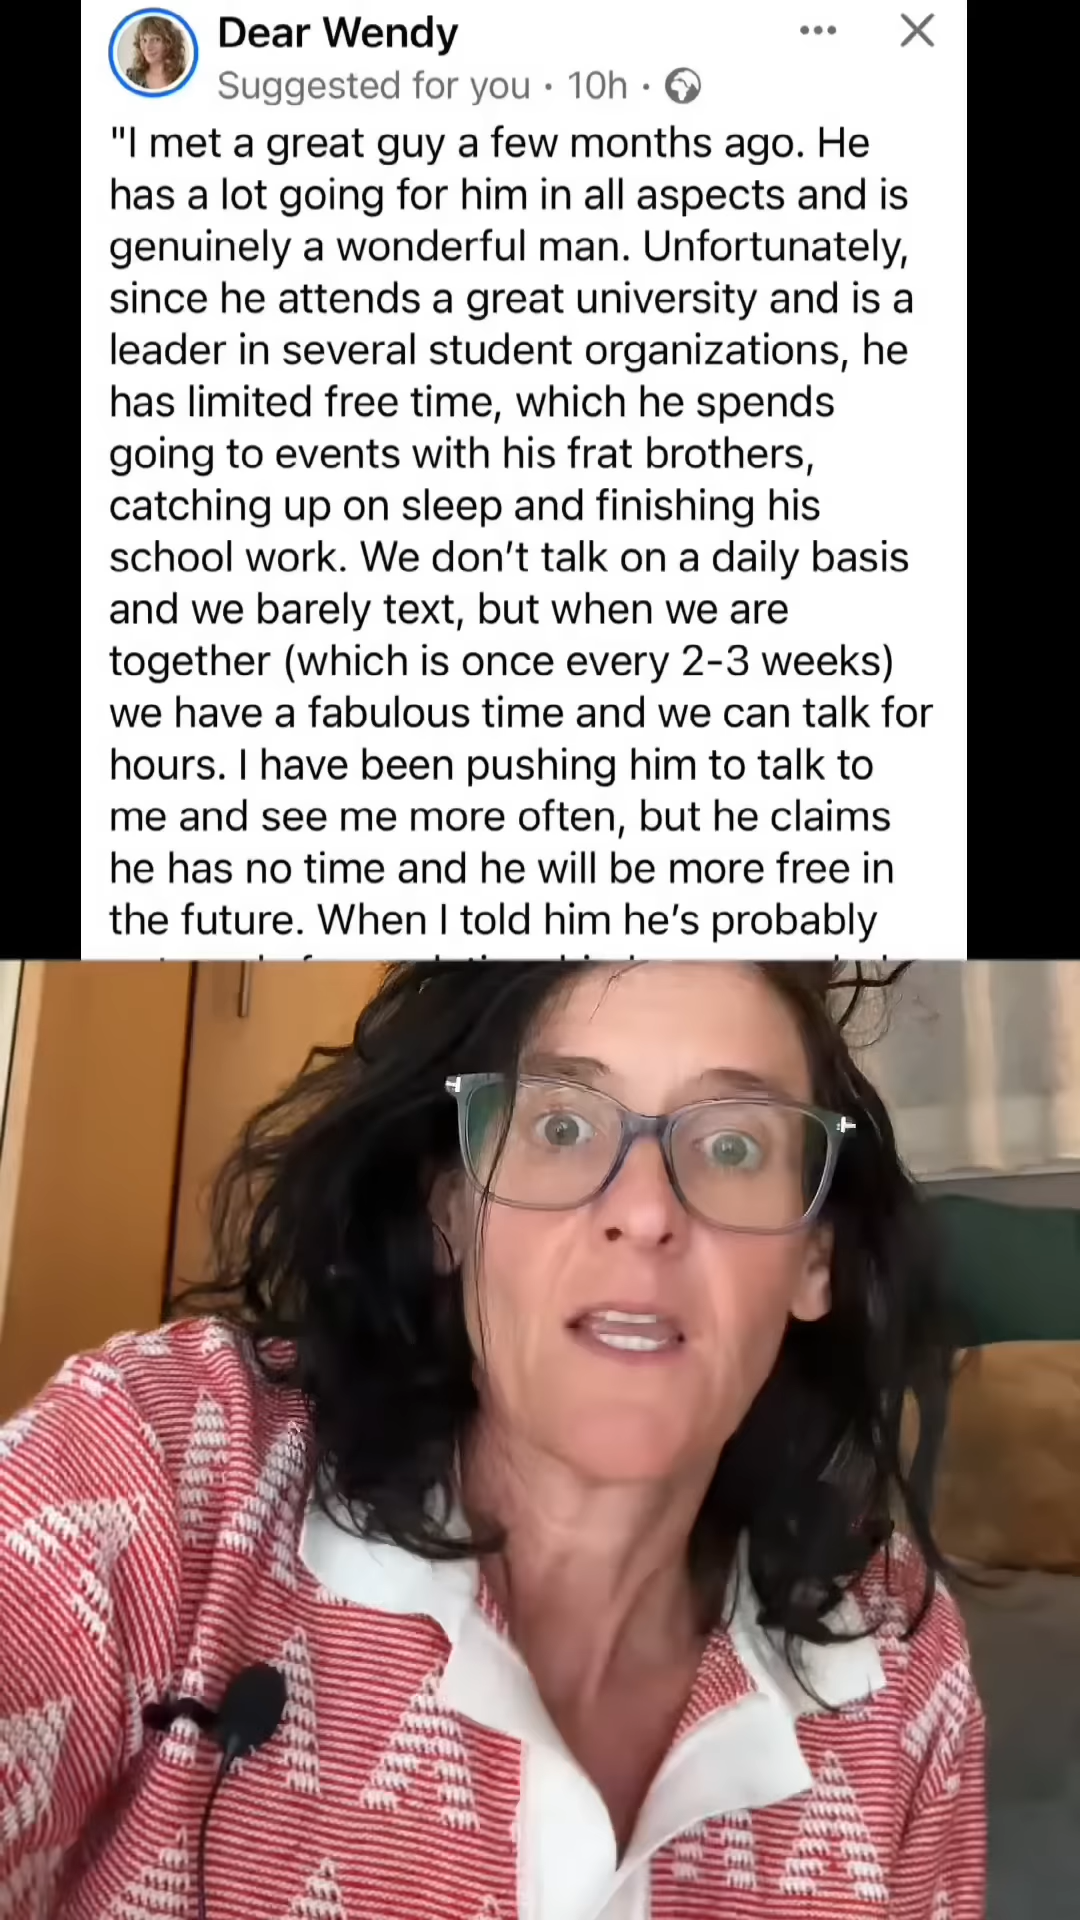 Dear Wendy
Suggested for you · 10h ·
"I met a great guy a few months ago. He
has a lot going for him in all aspects and is
genuinely a wonderful man. Unfortunately,
since he attends a great university and is a
leader in several student organizations, he
has limited free time, which he spends
going to events with his frat brothers,
catching up on sleep and finishing his
school work. We don’t talk on a daily basis
and we barely text, but when we are
together (which is once every 2-3 weeks)
we have a fabulous time and we can talk for
hours. I have been pushing him to talk to
me and see me more often, but he claims
he has no time and he will be more free in
the future. When I told him he’s probably